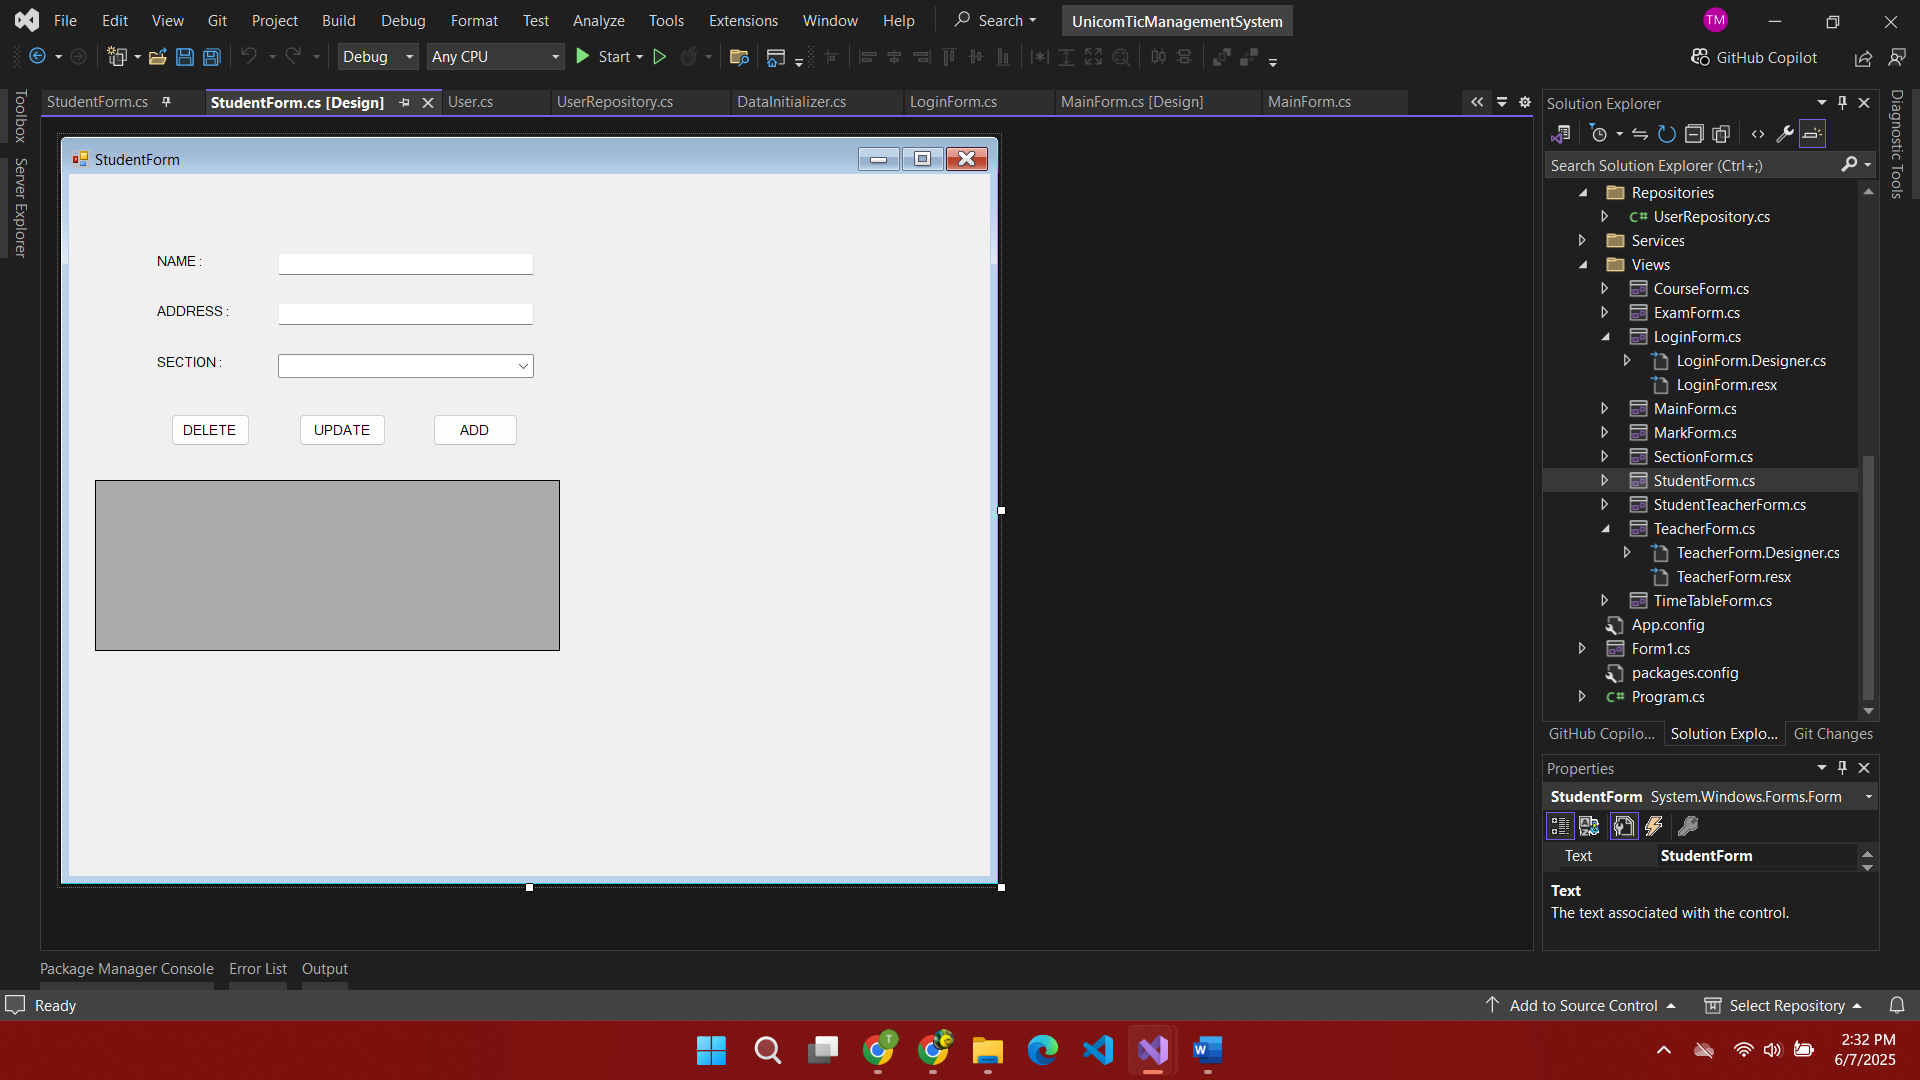 File Edit View Git Project Build Debug Format Test Analyze Tools Extensions Window Help Search UnicomTicManagementSystem TM
Debug Any CPU Start GitHub Copilot
StudentForm.cs StudentForm.cs [Design] User.cs UserRepository.cs DataInitializer.cs LoginForm.cs MainForm.cs [Design] MainForm.cs
Toolbox
Server Explorer
StudentForm
NAME :
ADDRESS :
SECTION :
DELETE UPDATE ADD
Solution Explorer
Search Solution Explorer (Ctrl+;)
Repositories
C# UserRepository.cs
Services
Views
CourseForm.cs
ExamForm.cs
LoginForm.cs
LoginForm.Designer.cs
LoginForm.resx
MainForm.cs
MarkForm.cs
SectionForm.cs
StudentForm.cs
StudentTeacherForm.cs
TeacherForm.cs
TeacherForm.Designer.cs
TeacherForm.resx
TimeTableForm.cs
App.config
Form1.cs
packages.config
C# Program.cs
GitHub Copilo... Solution Explo... Git Changes
Diagnostic Tools
Properties
StudentForm System.Windows.Forms.Form
Text StudentForm
Text
The text associated with the control.
Package Manager Console Error List Output
Ready Add to Source Control Select Repository
T W 2:32 PM
6/7/2025